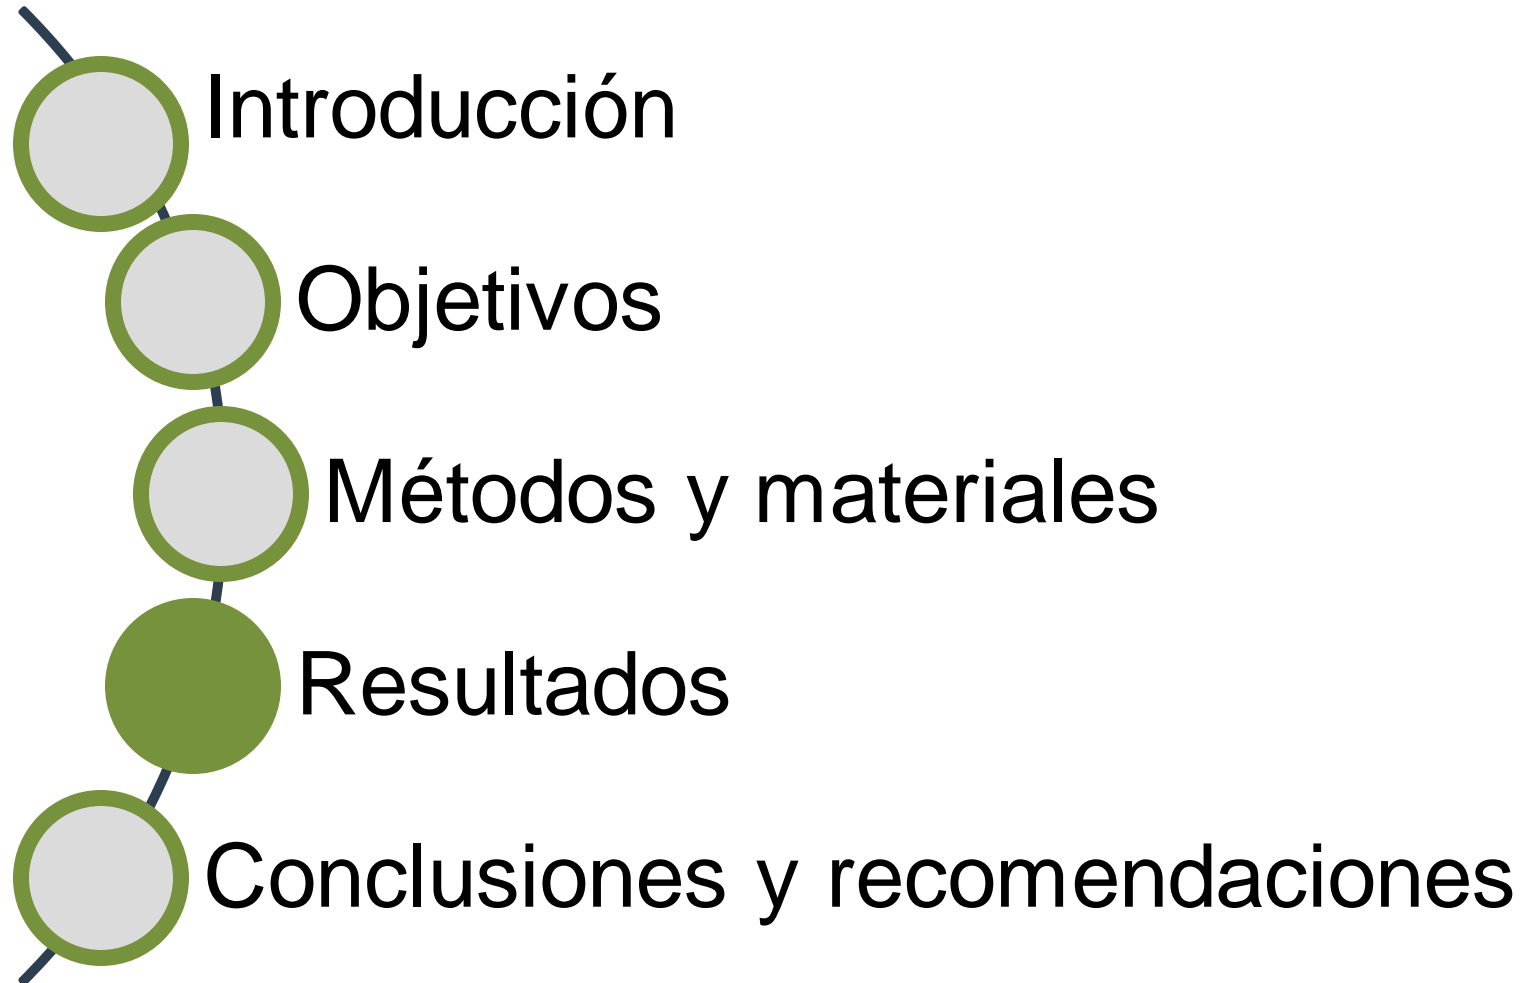 Introducción
Objetivos
Métodos y materiales
Resultados
Conclusiones y recomendaciones